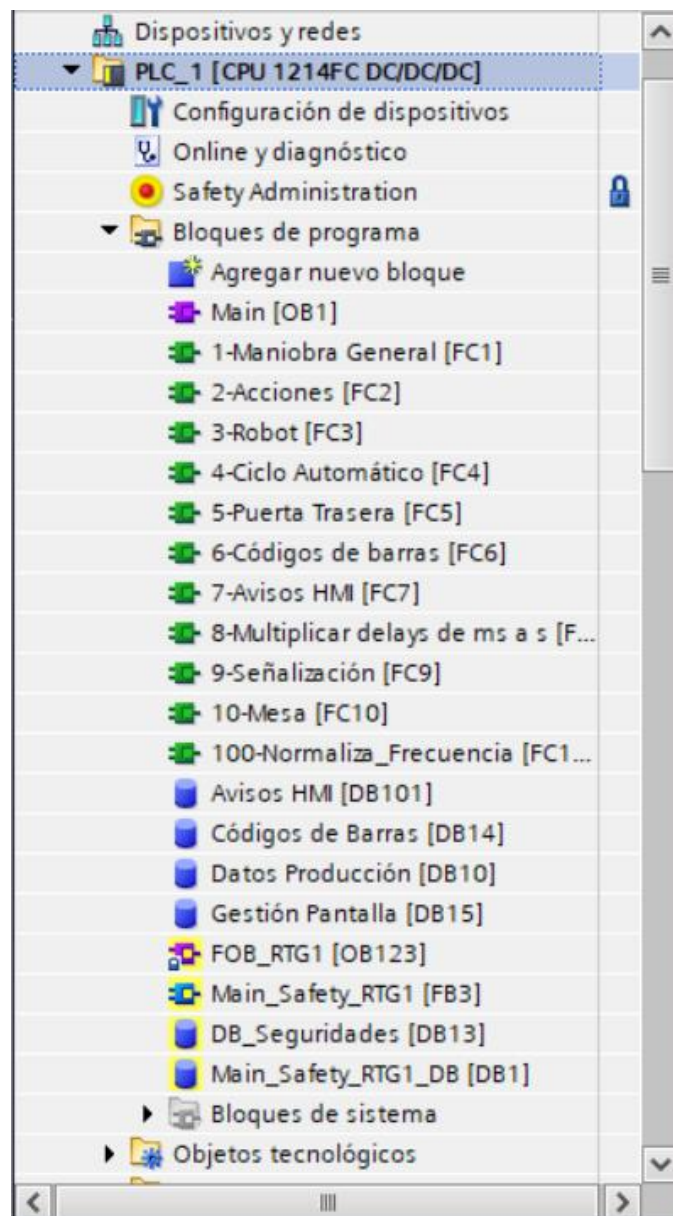 Dispositivos y redes
PLC_1 [CPU 1214FC DC/DC/DC]
Configuración de dispositivos
Online y diagnóstico
Safety Administration
Bloques de programa
Agregar nuevo bloque
Main [OB1]
1-Maniobra General [FC1]
2-Acciones [FC2]
3-Robot [FC3]
4-Ciclo Automático [FC4]
5-Puerta Trasera [FC5]
6-Códigos de barras [FC6]
7-Avisos HMI [FC7]
8-Multiplicar delays de ms a s [F...
9-Señalización [FC9]
10-Mesa [FC10]
100-Normaliza_Frecuencia [FC1...
Avisos HMI [DB101]
Códigos de Barras [DB14]
Datos Producción [DB10]
Gestión Pantalla [DB15]
FOB_RTG1 [OB123]
Main_Safety_RTG1 [FB3]
DB_Seguridades [DB13]
Main_Safety_RTG1_DB [DB1]
Bloques de sistema
Objetos tecnológicos